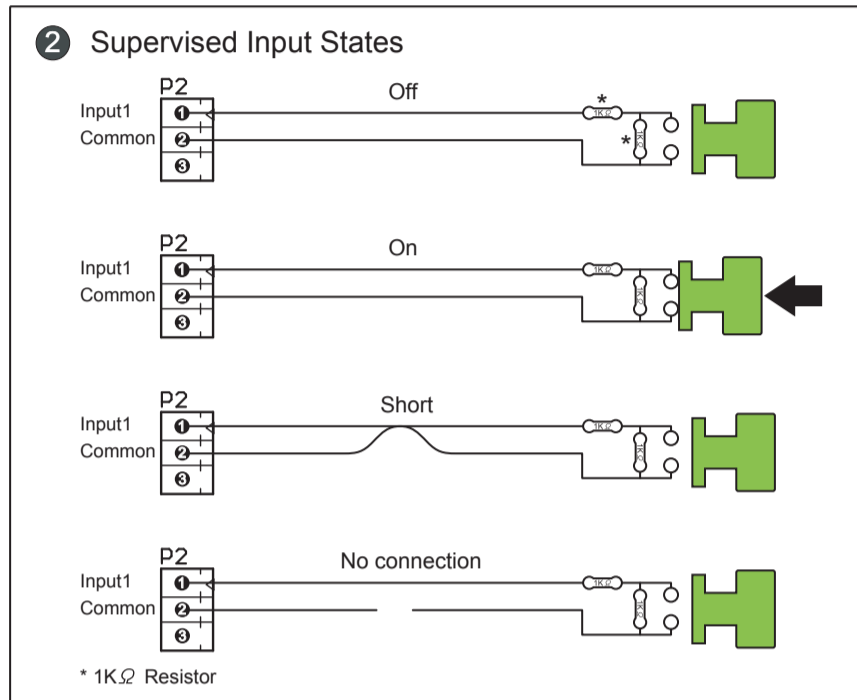 2 Supervised Input States
P2
Off
Input1 1 * 1KΩ
Common 2 * 1KΩ
3
P2
On
Input1 1 1KΩ
Common 2 1KΩ
3
P2
Short
Input1 1 1KΩ
Common 2 1KΩ
3
P2
No connection
Input1 1 1KΩ
Common 2 1KΩ
3
* 1KΩ Resistor